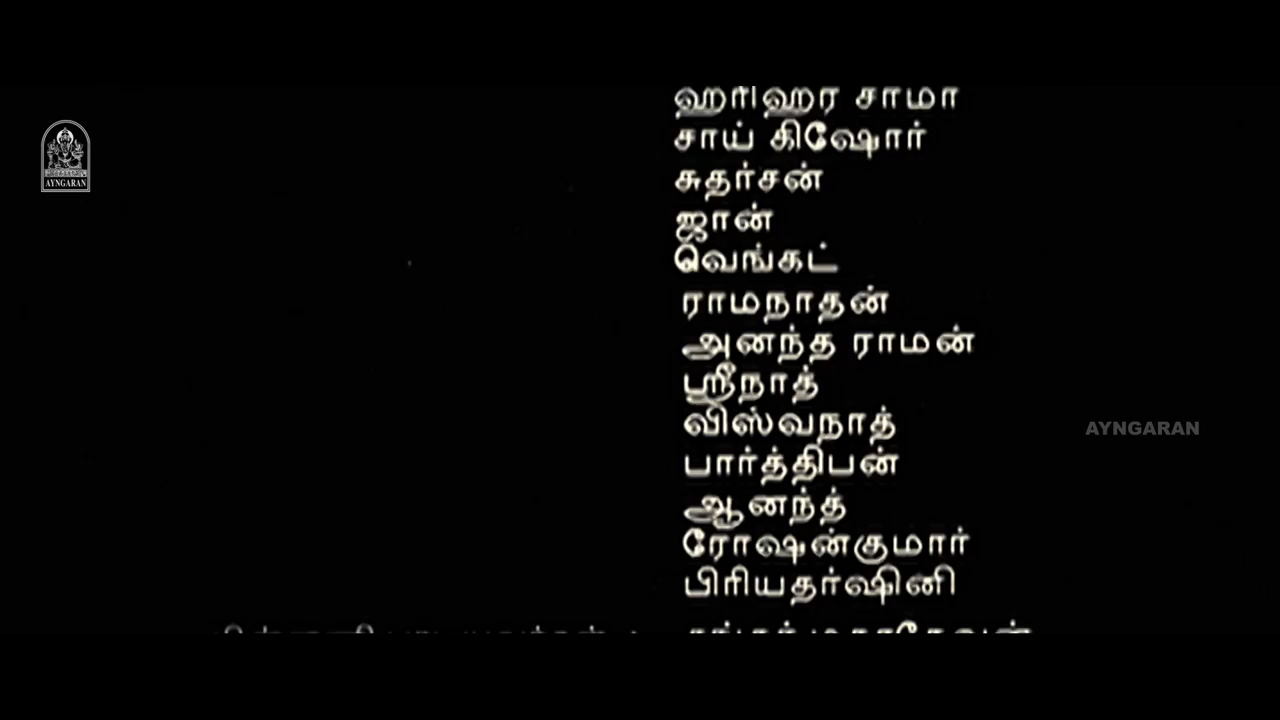 ஹரிஹர சாமா
சாய் கிஷோர்
சுதர்சன்
ஜான்
வெங்கட்
ராமநாதன்
அனந்த ராமன்
ஸ்ரீநாத்
விஸ்வநாத்
பார்த்திபன்
ஆனந்த்
ரோஷன்குமார்
பிரியதர்ஷினி
AYNGARAN
AYNGARAN